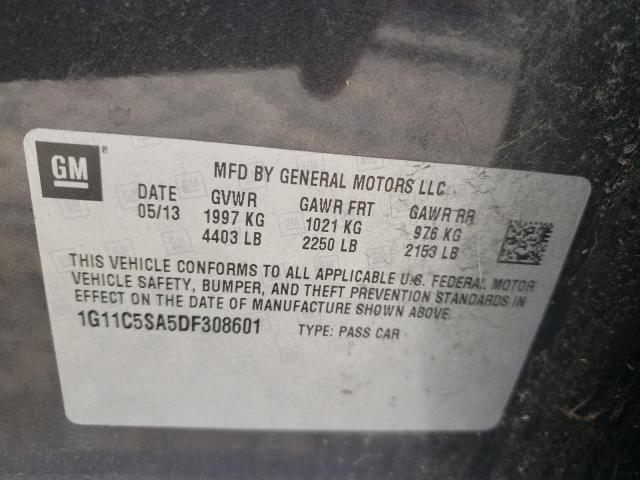 GM ®
MFD BY GENERAL MOTORS LLC
DATE GVWR GAWR FRT GAWR RR
05/13 1997 KG 1021 KG 976 KG
4403 LB 2250 LB 2153 LB
THIS VEHICLE CONFORMS TO ALL APPLICABLE U.S. FEDERAL MOTOR
VEHICLE SAFETY, BUMPER, AND THEFT PREVENTION STANDARDS IN
EFFECT ON THE DATE OF MANUFACTURE SHOWN ABOVE.
1G11C5SA5DF308601 TYPE: PASS CAR